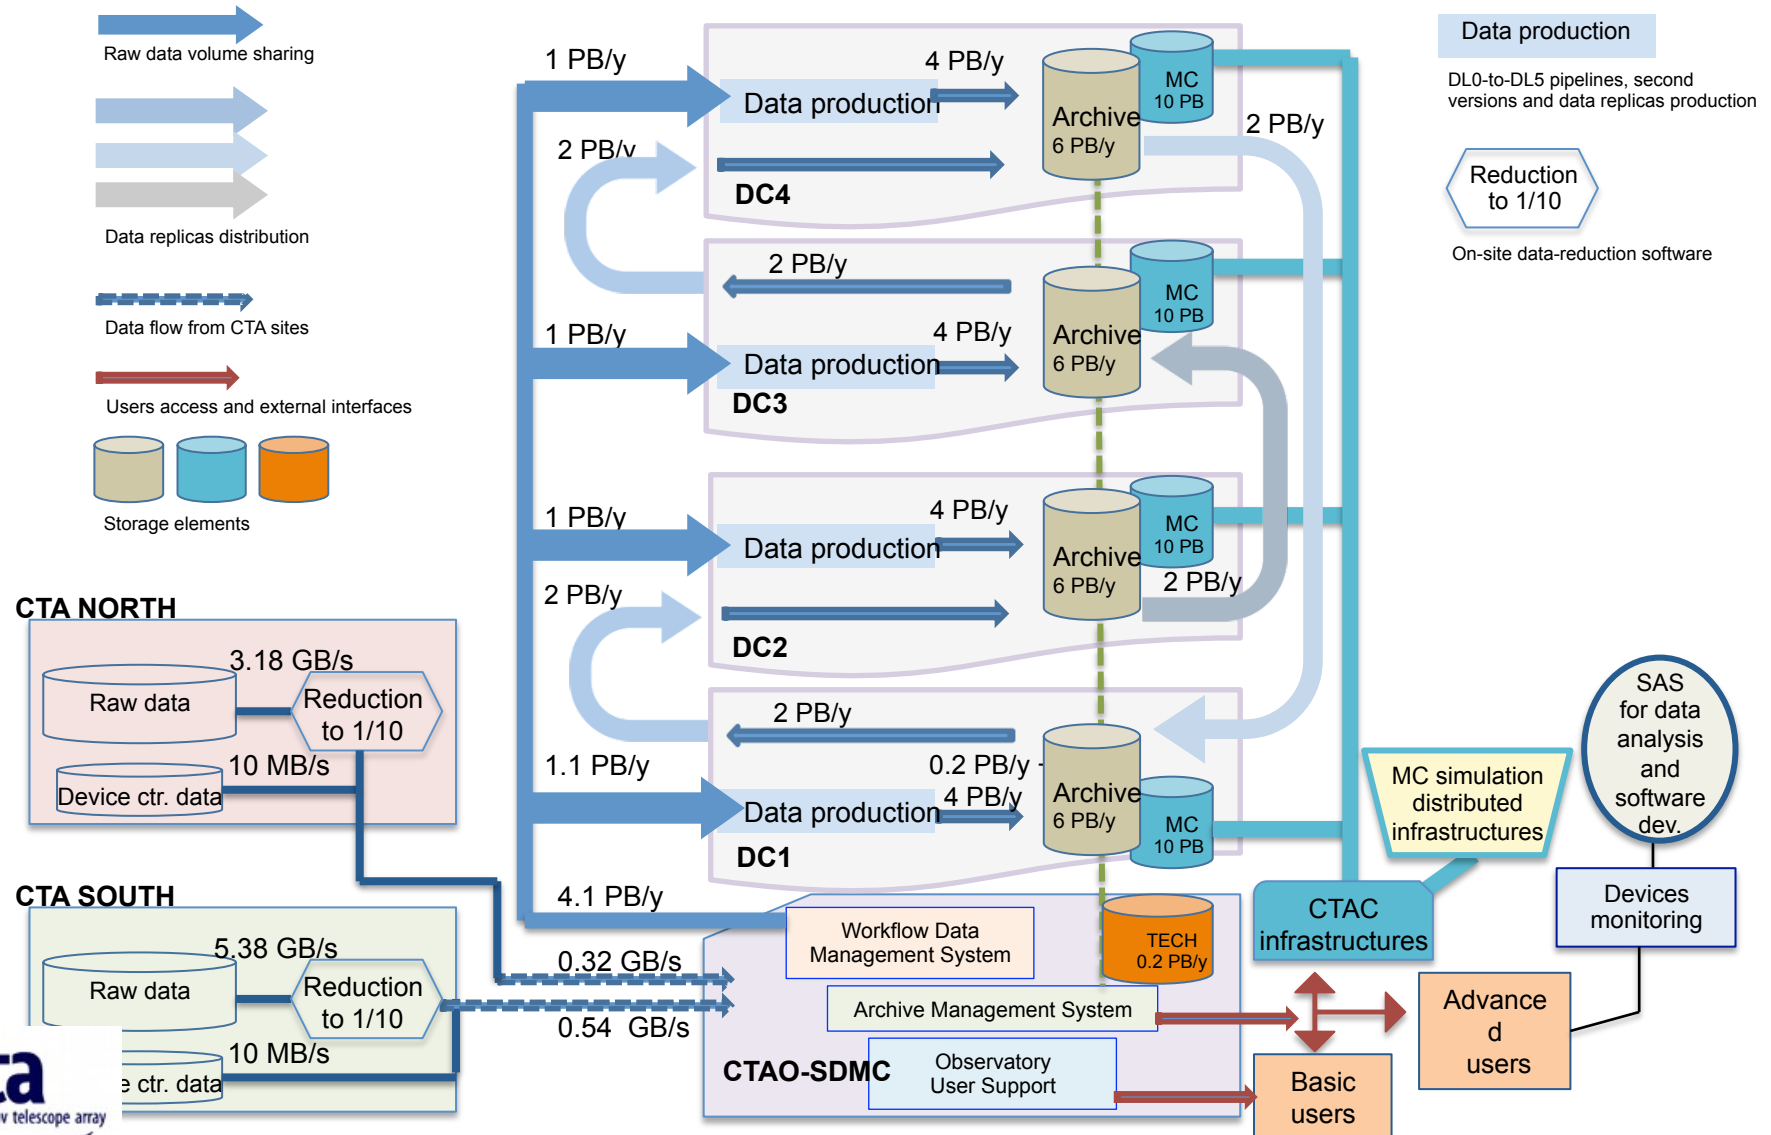 Raw data volume sharing
Data replicas distribution
Data flow from CTA sites
Users access and external interfaces
Storage elements
Data production
DL0-to-DL5 pipelines, second
versions and data replicas production
Reduction
to 1/10
On-site data-reduction software
1 PB/y
Data production
4 PB/y
Archive
6 PB/y
MC
10 PB
2 PB/y
2 PB/y
DC4
2 PB/y
1 PB/y
Data production
4 PB/y
Archive
6 PB/y
MC
10 PB
DC3
1 PB/y
Data production
4 PB/y
Archive
6 PB/y
MC
10 PB
2 PB/y
2 PB/y
DC2
2 PB/y
1.1 PB/y
0.2 PB/y
Data production
4 PB/y
Archive
6 PB/y
MC
10 PB
DC1
CTA NORTH
3.18 GB/s
Raw data
Reduction
to 1/10
10 MB/s
Device ctr. data
CTA SOUTH
5.38 GB/s
Raw data
Reduction
to 1/10
10 MB/s
e ctr. data
ta
v telescope array
4.1 PB/y
0.32 GB/s
0.54 GB/s
Workflow Data
Management System
TECH
0.2 PB/y
Archive Management System
CTAO-SDMC
Observatory
User Support
CTAC
infrastructures
MC simulation
distributed
infrastructures
SAS
for data
analysis
and
software
dev.
Devices
monitoring
Advance
d
users
Basic
users